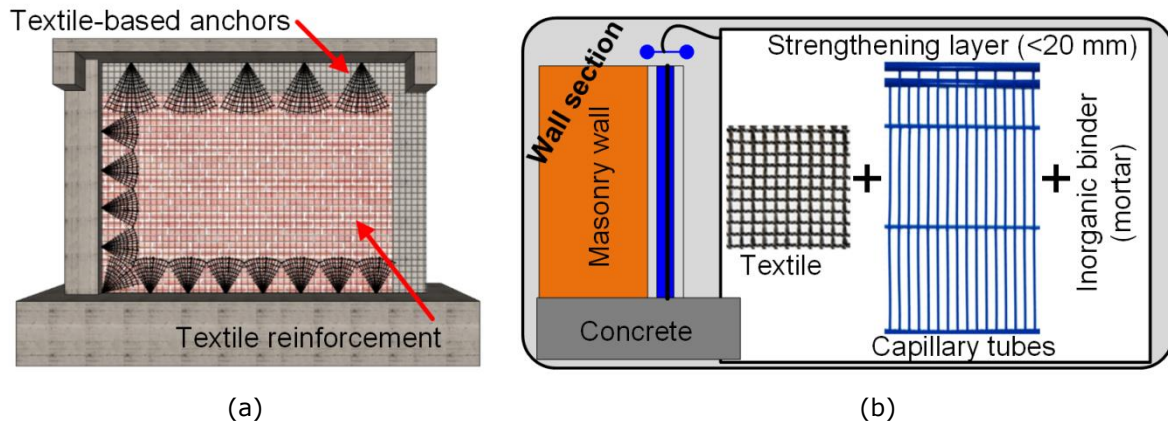 Textile-based anchors
Textile reinforcement
(a)
Wall section
Masonry wall
Concrete
Strengthening layer (<20 mm)
Textile
+
Capillary tubes
+
Inorganic binder
(mortar)
(b)